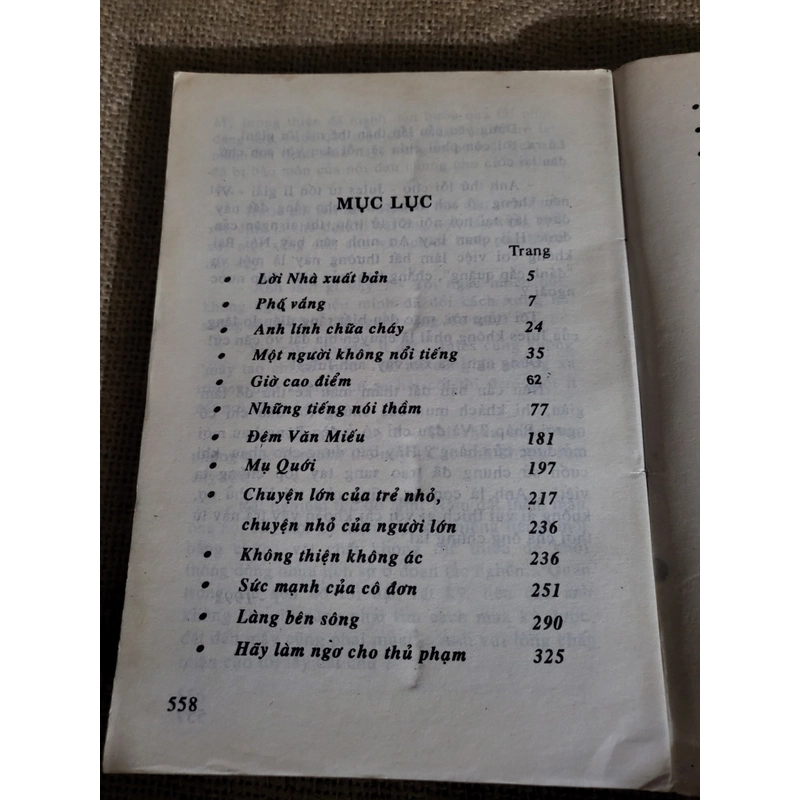 MỤC LỤC
Trang
• Lời Nhà xuất bản 5
• Phố vắng 7
• Anh lính chữa cháy 24
• Một người không nổi tiếng 35
• Giờ cao điểm 62
• Những tiếng nói thầm 77
• Đệm Văn Miếu 181
• Mụ Quới 197
• Chuyện lớn của trẻ nhỏ, 217
chuyện nhỏ của người lớn 236
• Không thiện không ác 236
• Sức mạnh của cô đơn 251
• Làng bên sông 290
• Hãy làm ngơ cho thủ phạm 325
558